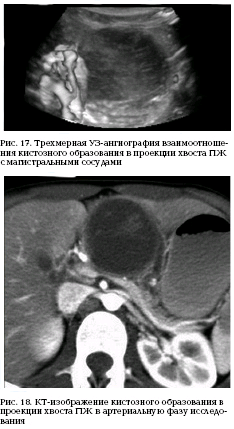 Рис. 17. Трехмерная УЗ-ангиография взаимоотноше-
ния кистозного образования в проекции хвоста ПЖ
с магистральными сосудами
Рис. 18. КТ-изображение кистозного образования в
проекции хвоста ПЖ в артериальную фазу исследо-
вания